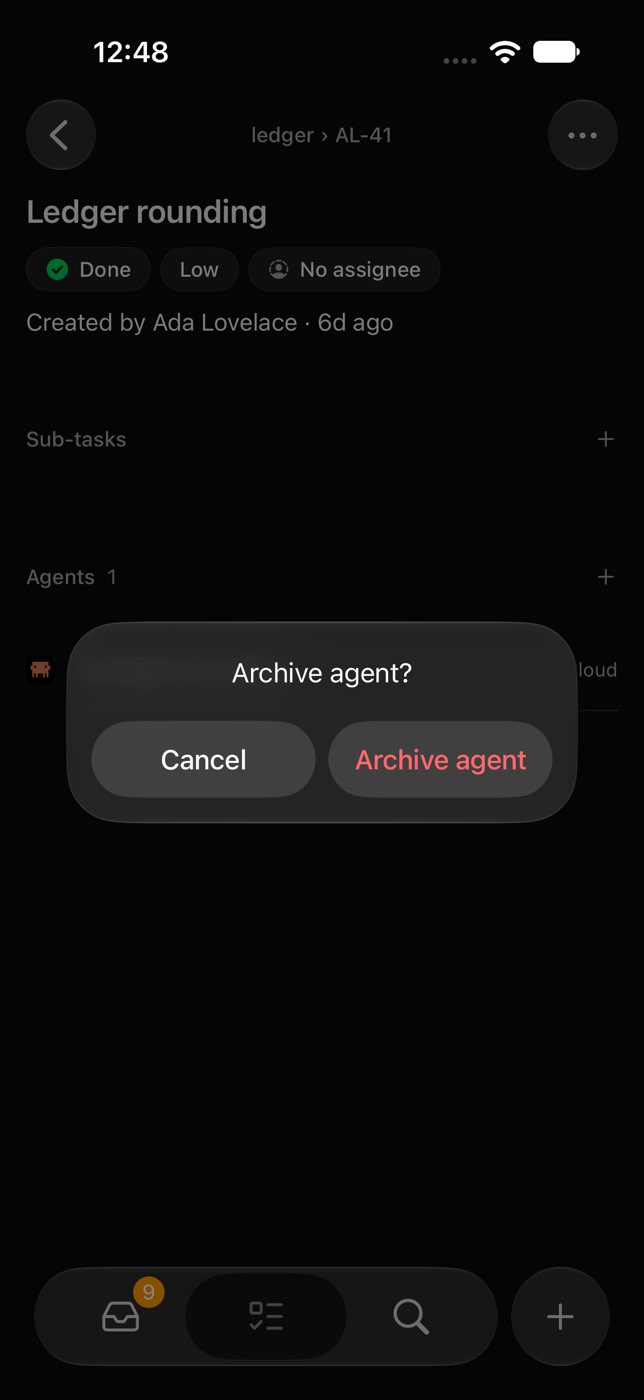 12:48
ledger › AL-41
Ledger rounding
Done
Low
No assignee
Created by Ada Lovelace · 6d ago
Sub-tasks
Agents 1
Archive agent?
loud
Cancel
Archive agent
9